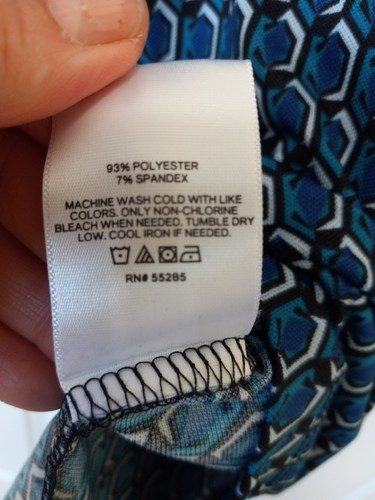 93% POLYESTER
7% SPANDEX
MACHINE WASH COLD WITH LIKE
COLORS. ONLY NON-CHLORINE
BLEACH WHEN NEEDED. TUMBLE DRY
LOW. COOL IRON IF NEEDED.
RN# 55285